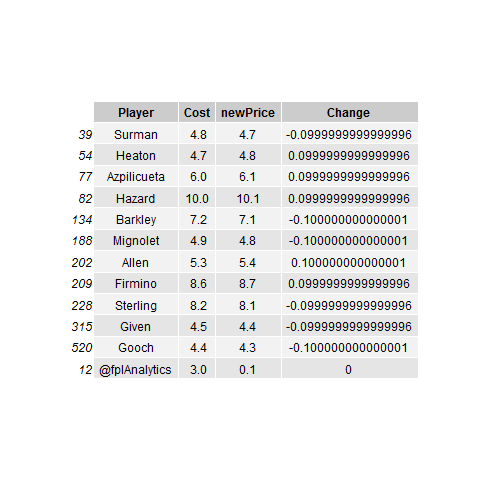 Player Cost newPrice Change
39 Surman 4.8 4.7 -0.0999999999999996
54 Heaton 4.7 4.8 0.0999999999999996
77 Azpilicueta 6.0 6.1 0.0999999999999996
82 Hazard 10.0 10.1 0.0999999999999996
134 Barkley 7.2 7.1 -0.100000000000001
188 Mignolet 4.9 4.8 -0.100000000000001
202 Allen 5.3 5.4 0.100000000000001
209 Firmino 8.6 8.7 0.0999999999999996
228 Sterling 8.2 8.1 -0.0999999999999996
315 Given 4.5 4.4 -0.0999999999999996
520 Gooch 4.4 4.3 -0.100000000000001
12 @fplAnalytics 3.0 0.1 0